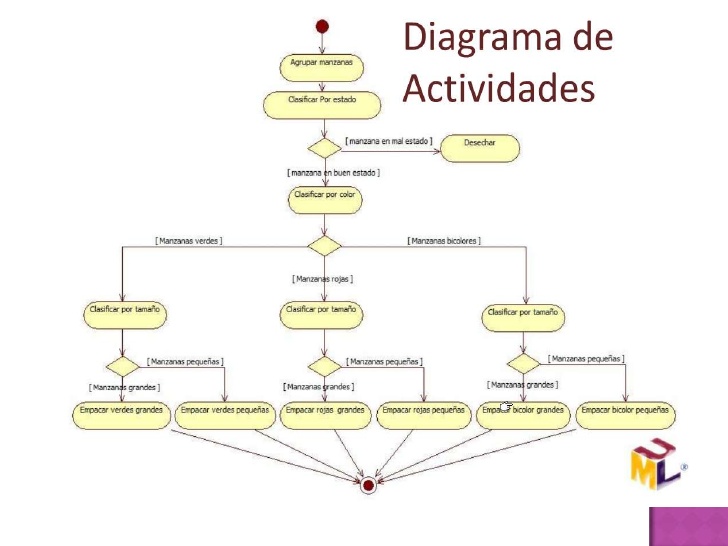 Diagrama de
Actividades
Agrupar manzanas
Clasificar Por estado
[ manzana en mal estado ]
Desechar
[ manzana en buen estado ]
Clasificar por color
[ Manzanas verdes ]
[ Manzanas bicolores ]
[ Manzanas rojas ]
Clasificar por tamaño
Clasificar por tamaño
Clasificar por tamaño
[ Manzanas pequeñas ]
[ Manzanas pequeñas ]
[ Manzanas pequeñas ]
[ Manzanas grandes ]
[ Manzanas grandes ]
[ Manzanas grandes ]
Empacar verdes grandes
Empacar verdes pequeñas
Empacar rojas grandes
Empacar rojas pequeñas
Empacar bicolor grandes
Empacar bicolor pequeñas
UML ®